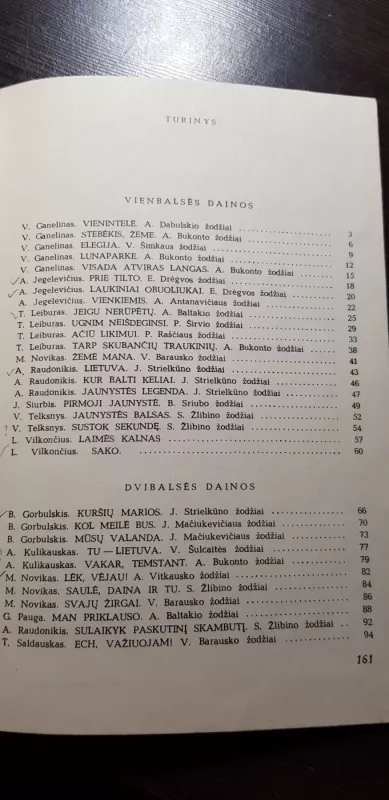 TURINYS
VIENBALSĖS DAINOS
V. Ganelinas. VIENINTELĖ. A. Dabulskio žodžiai 3
V. Ganelinas. STEBĖKIS, ŽEME. A. Bukonto žodžiai 6
V. Ganelinas. ELEGIJA. V. Šimkaus žodžiai 9
V. Ganelinas. LUNAPARKE. A. Bukonto žodžiai 12
V. Ganelinas. VISADA ATVIRAS LANGAS. A. Bukonto žodžiai 15
A. Jegelevičius. PRIE TILTO. E. Drėgvos žodžiai 18
A. Jegelevičius. LAUKINIAI OBUOLIUKAI. E. Drėgvos žodžiai 20
A. Jegelevičius. VIENKIEMIS. A. Antanavičiaus žodžiai 22
T. Leiburas. JEIGU NERŪPĖTŲ. A. Baltakio žodžiai 25
T. Leiburas. UGNIM NEIŠDEGINSI. P. Širvio žodžiai 29
T. Leiburas. AČIŪ LIKIMUI. P. Raščiaus žodžiai 33
T. Leiburas. TARP SKUBANČIŲ TRAUKINIŲ. A. Bukonto žodžiai 38
M. Novikas. ŽEMĖ MANA. V. Barausko žodžiai 41
A. Raudonikis. LIETUVA. J. Strielkūno žodžiai 43
A. Raudonikis. KUR BALTI KELIAI. J. Strielkūno žodžiai 46
A. Raudonikis. JAUNYSTĖS LEGENDA. J. Strielkūno žodžiai 47
J. Siurbis. PIRMOJI JAUNYSTĖ. B. Sriubo žodžiai 49
V. Telksnys. JAUNYSTĖS BALSAS. S. Žlibino žodžiai 52
V. Telksnys. SUSTOK SEKUNDĘ. S. Žlibino žodžiai 54
L. Vilkončius. LAIMĖS KALNAS 57
L. Vilkončius. SAKO. 60
DVIBALSĖS DAINOS
B. Gorbulskis. KURŠIŲ MARIOS. J. Strielkūno žodžiai 66
B. Gorbulskis. KOL MEILĖ BUS. J. Mačiukevičiaus žodžiai 70
B. Gorbulskis. MŪSŲ VALANDA. J. Mačiukevičiaus žodžiai 73
A. Kulikauskas. TU — LIETUVA. V. Šulcaitės žodžiai 77
A. Kulikauskas. VAKAR, TEMSTANT. A. Bukonto žodžiai 79
M. Novikas. LĖK, VĖJAU! A. Vitkausko žodžiai 82
M. Novikas. SAULĖ, DAINA IR TU. S. Žlibino žodžiai 84
M. Novikas. SVAJŲ ŽIRGAI. V. Barausko žodžiai 86
G. Pauga. MAN PRIKLAUSO. A. Baltakio žodžiai 88
A. Raudonikis. SULAIKYK PASKUTINĮ SKAMBUTĮ. S. Žlibino žodžiai 92
T. Saldauskas. ECH, VAŽIUOJAM! V. Barausko žodžiai 94
161